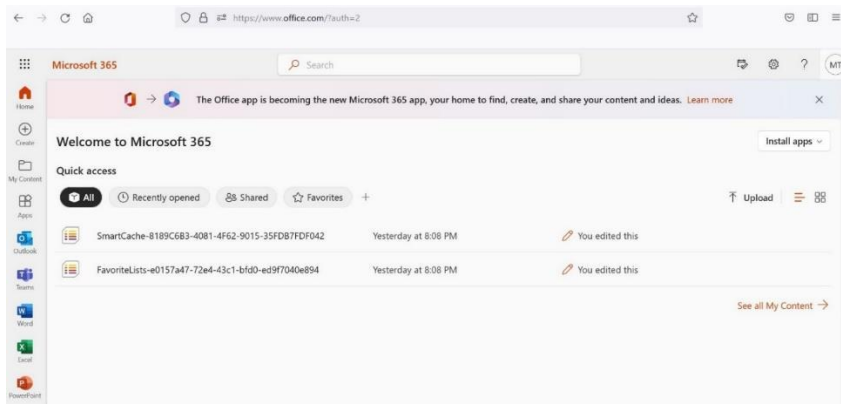 https://www.office.com/?auth=2
Microsoft 365
Search
?
MT
The Office app is becoming the new Microsoft 365 app, your home to find, create, and share your content and ideas. Learn more
Home
Create
My Content
Apps
Outlook
Teams
Word
Excel
PowerPoint
Welcome to Microsoft 365
Install apps
Quick access
All
Recently opened
Shared
Favorites
Upload
SmartCache-8189C6B3-4081-4F62-9015-35FDB7FDF042 Yesterday at 8:08 PM You edited this
FavoriteLists-e0157a47-72e4-43c1-bfd0-ed9f7040e894 Yesterday at 8:08 PM You edited this
See all My Content